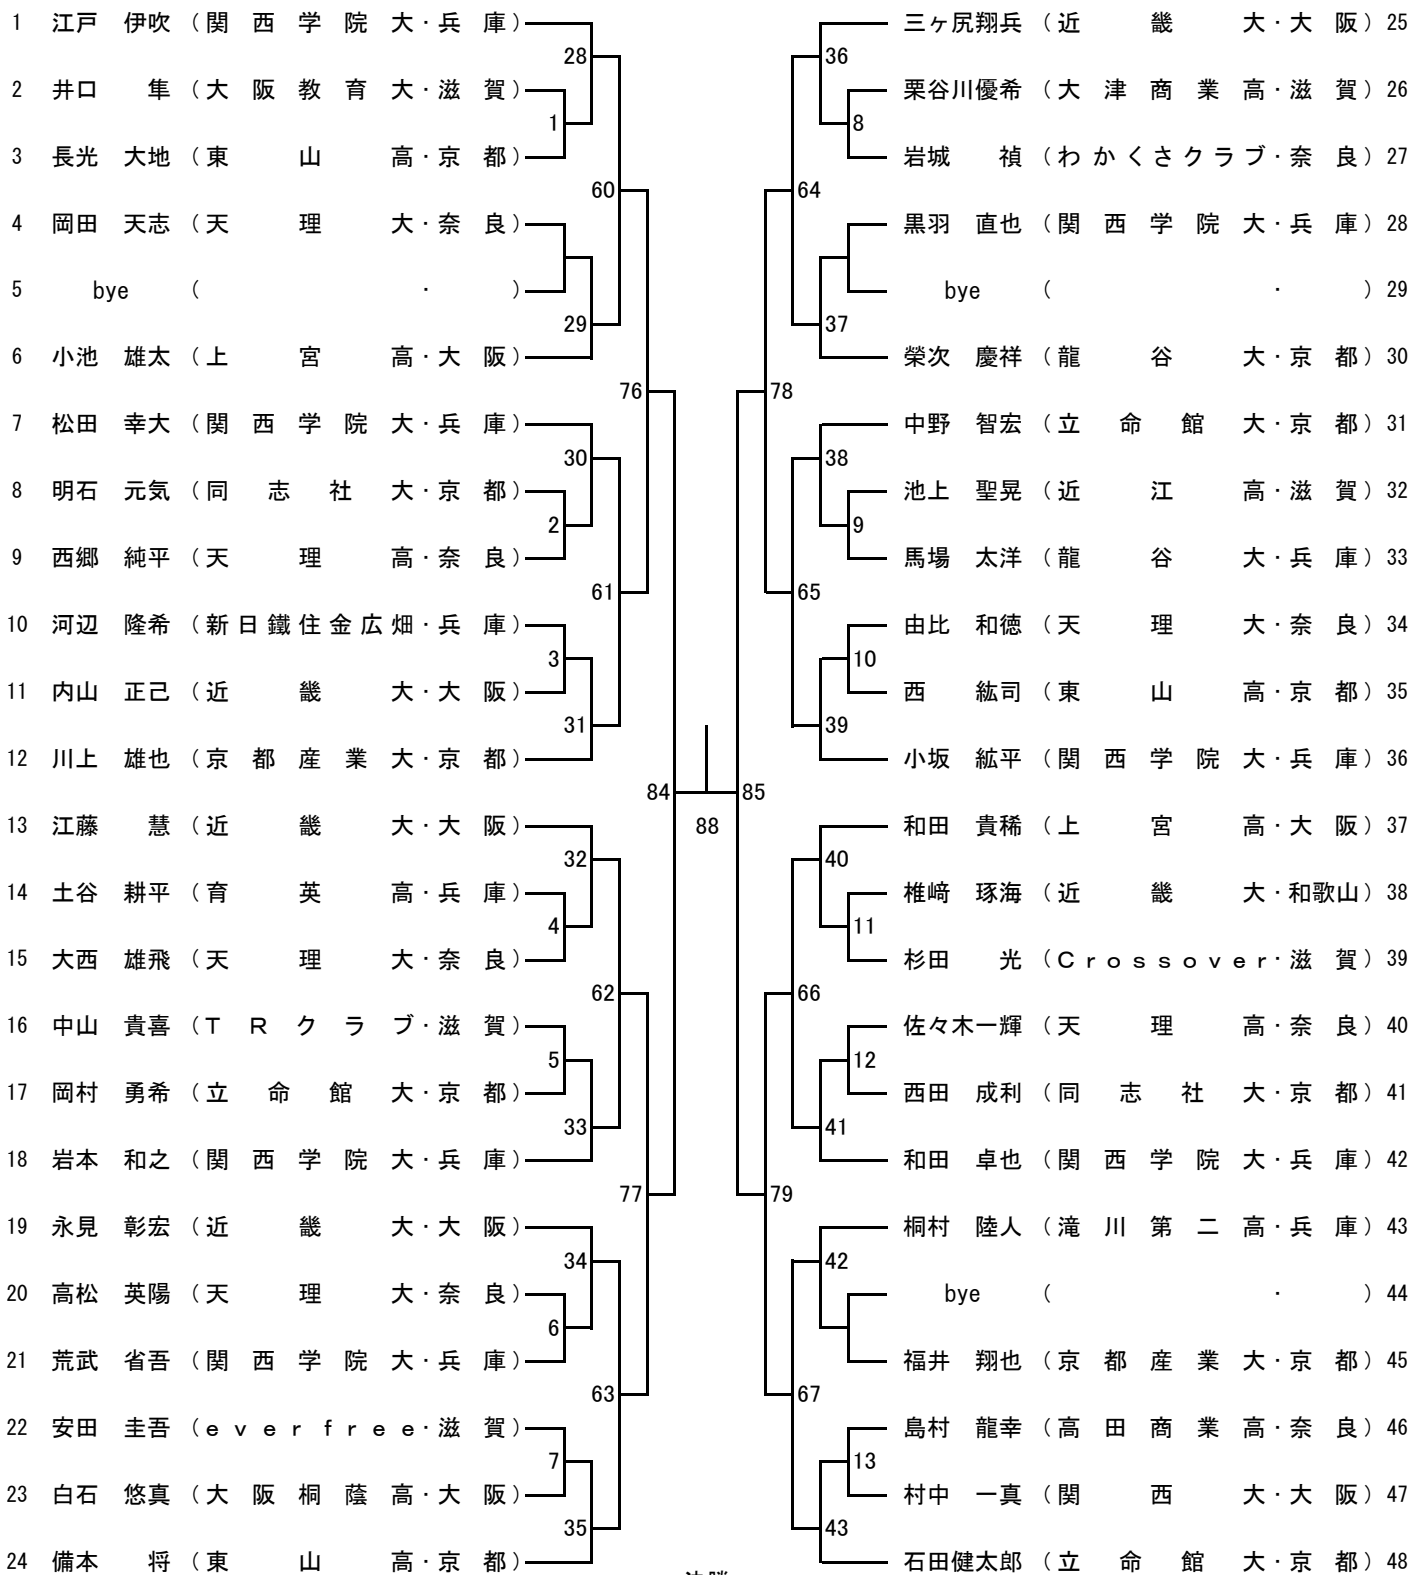 1 江戸 伊吹 (関西学院大・兵庫)
28
2 井口 隼 (大阪教育大・滋賀)
1
3 長光 大地 (東山高・京都)
60
4 岡田 天志 (天理大・奈良)
5 bye ( ・ )
29
6 小池 雄太 (上宮高・大阪)
76
7 松田 幸大 (関西学院大・兵庫)
30
8 明石 元気 (同志社大・京都)
2
9 西郷 純平 (天理高・奈良)
61
10 河辺 隆希 (新日鐵住金広畑・兵庫)
3
11 内山 正己 (近畿大・大阪)
31
12 川上 雄也 (京都産業大・京都)
84
13 江藤 慧 (近畿大・大阪)
32
14 土谷 耕平 (育英高・兵庫)
4
15 大西 雄飛 (天理大・奈良)
62
16 中山 貴喜 (TRクラブ・滋賀)
5
17 岡村 勇希 (立命館大・京都)
33
18 岩本 和之 (関西学院大・兵庫)
77
19 永見 彰宏 (近畿大・大阪)
34
20 高松 英陽 (天理大・奈良)
6
21 荒武 省吾 (関西学院大・兵庫)
63
22 安田 圭吾 (everfree・滋賀)
7
23 白石 悠真 (大阪桐蔭高・大阪)
35
24 備本 将 (東山高・京都)
88
三ヶ尻翔兵 (近畿大・大阪) 25
36
栗谷川優希 (大津商業高・滋賀) 26
8
岩城 禎 (わかくさクラブ・奈良) 27
64
黒羽 直也 (関西学院大・兵庫) 28
bye ( ・ ) 29
37
榮次 慶祥 (龍谷大・京都) 30
78
中野 智宏 (立命館大・京都) 31
38
池上 聖晃 (近江高・滋賀) 32
9
馬場 太洋 (龍谷大・兵庫) 33
65
由比 和徳 (天理大・奈良) 34
10
西 紘司 (東山高・京都) 35
39
小坂 紘平 (関西学院大・兵庫) 36
85
和田 貴稀 (上宮高・大阪) 37
40
椎﨑 琢海 (近畿大・和歌山) 38
11
杉田 光 (Crossover・滋賀) 39
66
佐々木一輝 (天理高・奈良) 40
12
西田 成利 (同志社大・京都) 41
41
和田 卓也 (関西学院大・兵庫) 42
79
桐村 陸人 (滝川第二高・兵庫) 43
42
bye ( ・ ) 44
福井 翔也 (京都産業大・京都) 45
67
島村 龍幸 (高田商業高・奈良) 46
13
村中 一真 (関西大・大阪) 47
43
石田健太郎 (立命館大・京都) 48